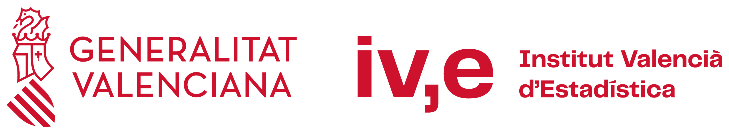 GENERALITAT
VALENCIANA
iv,e
Institut Valencià
d'Estadística